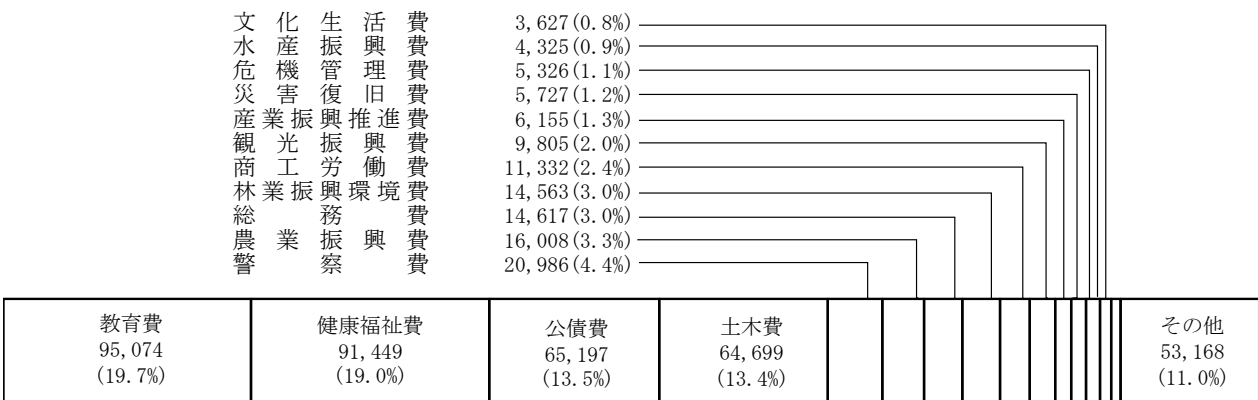 文化生活費 3,627(0.8%)
水産振興費 4,325(0.9%)
危機管理費 5,326(1.1%)
災害復旧費 5,727(1.2%)
産業振興推進費 6,155(1.3%)
観光振興費 9,805(2.0%)
商工労働費 11,332(2.4%)
林業振興環境費 14,563(3.0%)
総務費 14,617(3.0%)
農業振興費 16,008(3.3%)
警察費 20,986(4.4%)
教育費
95,074
(19.7%)
健康福祉費
91,449
(19.0%)
公債費
65,197
(13.5%)
土木費
64,699
(13.4%)
その他
53,168
(11.0%)